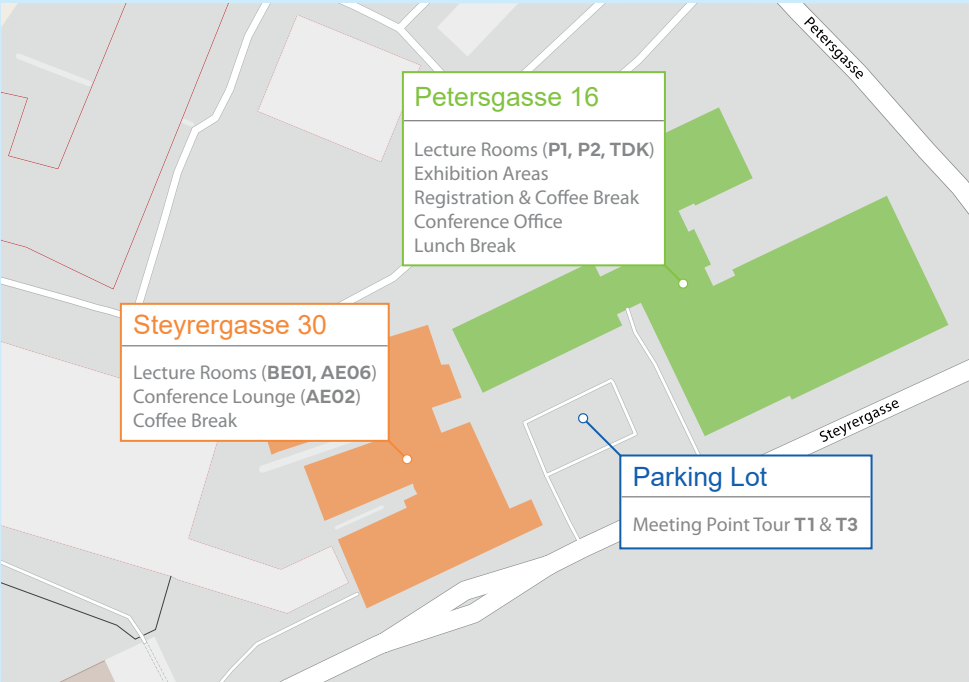 Petersgasse
Petersgasse 16
Lecture Rooms (P1, P2, TDK)
Exhibition Areas
Registration & Coffee Break
Conference Office
Lunch Break
Steyrergasse 30
Lecture Rooms (BE01, AE06)
Conference Lounge (AE02)
Coffee Break
Steyrergasse
Parking Lot
Meeting Point Tour T1 & T3